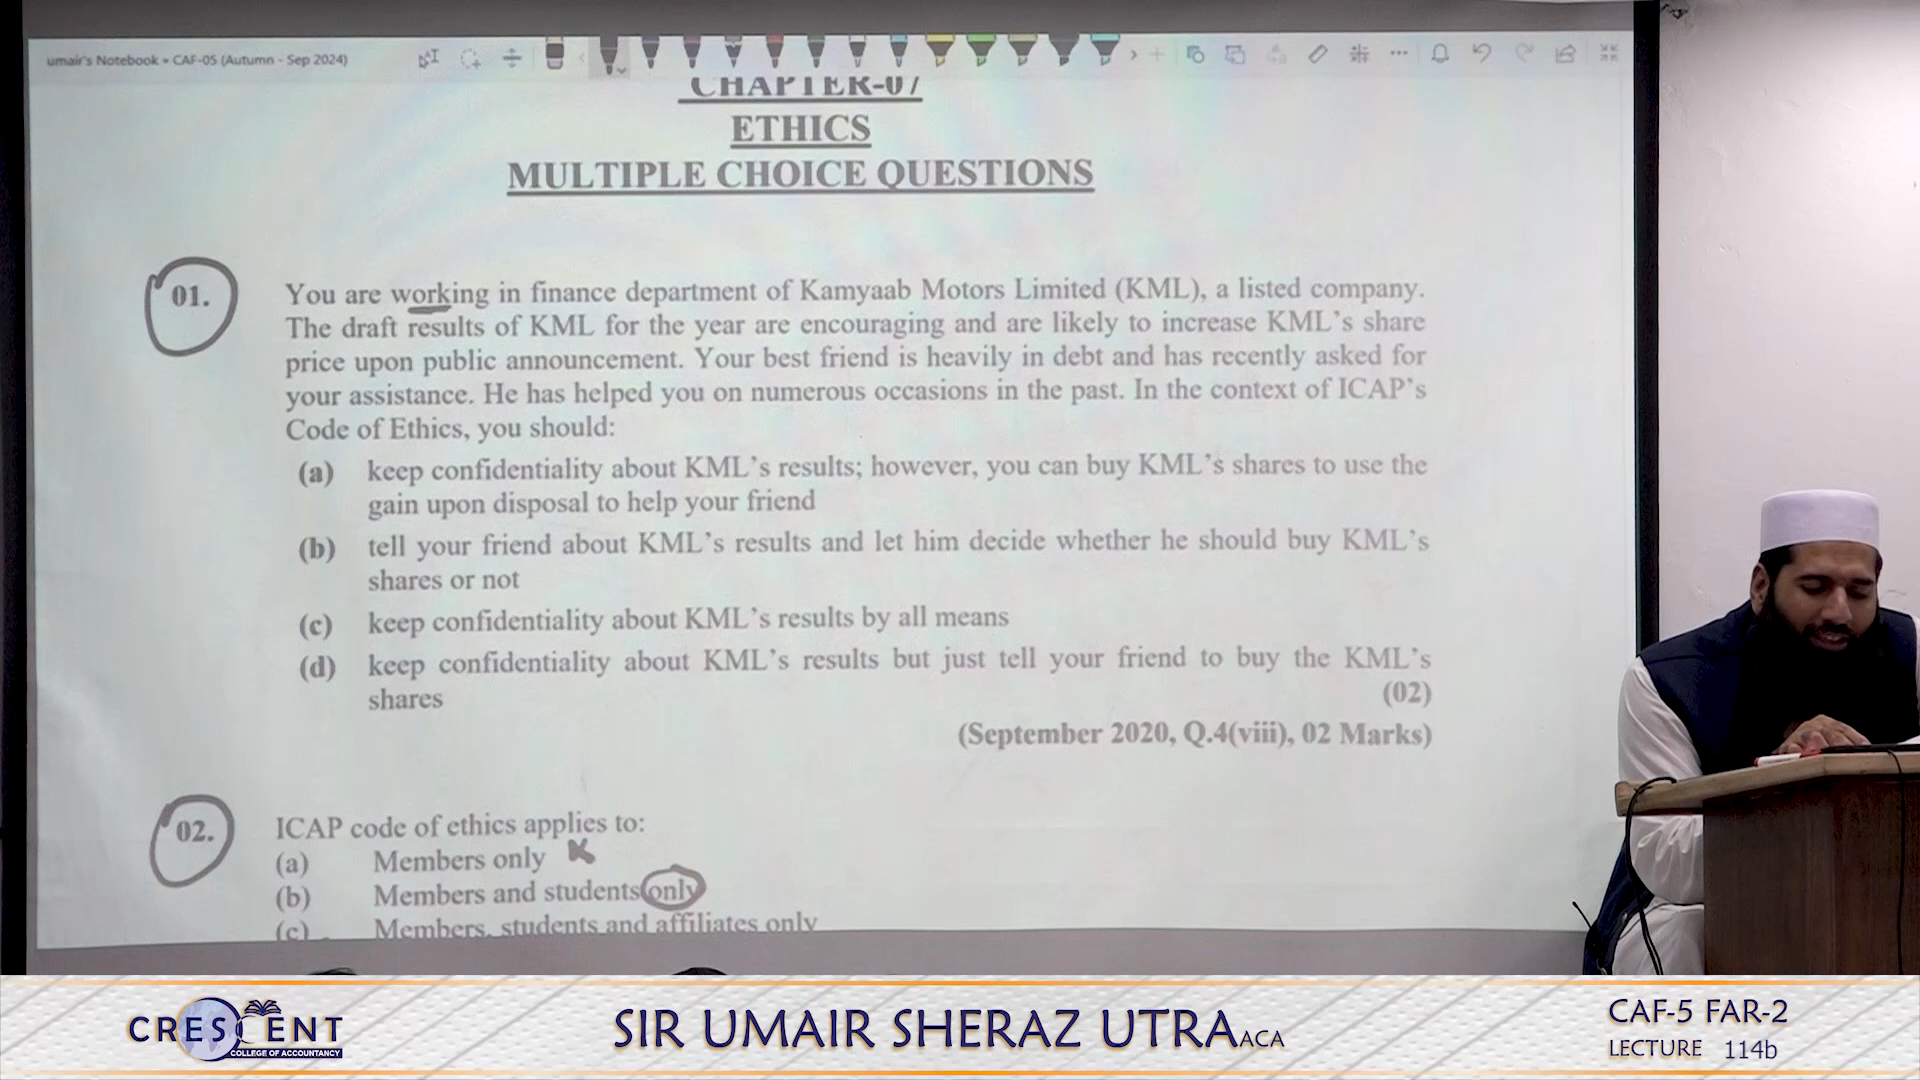 umair's Notebook » CAF-05 (Autumn - Sep 2024)
CHAPTER-07
ETHICS
MULTIPLE CHOICE QUESTIONS
01.
You are working in finance department of Kamyaab Motors Limited (KML), a listed company.
The draft results of KML for the year are encouraging and are likely to increase KML's share
price upon public announcement. Your best friend is heavily in debt and has recently asked for
your assistance. He has helped you on numerous occasions in the past. In the context of ICAP's
Code of Ethics, you should:
(a) keep confidentiality about KML's results; however, you can buy KML's shares to use the
gain upon disposal to help your friend
(b) tell your friend about KML's results and let him decide whether he should buy KML's
shares or not
(c) keep confidentiality about KML's results by all means
(d) keep confidentiality about KML's results but just tell your friend to buy the KML's
shares (02)
(September 2020, Q.4(viii), 02 Marks)
02. ICAP code of ethics applies to:
(a) Members only
(b) Members and students only
(c) Members, students and affiliates only
CRESCENT
COLLEGE OF ACCOUNTANCY
SIR UMAIR SHERAZ UTRA ACA
CAF-5 FAR-2
LECTURE 114b